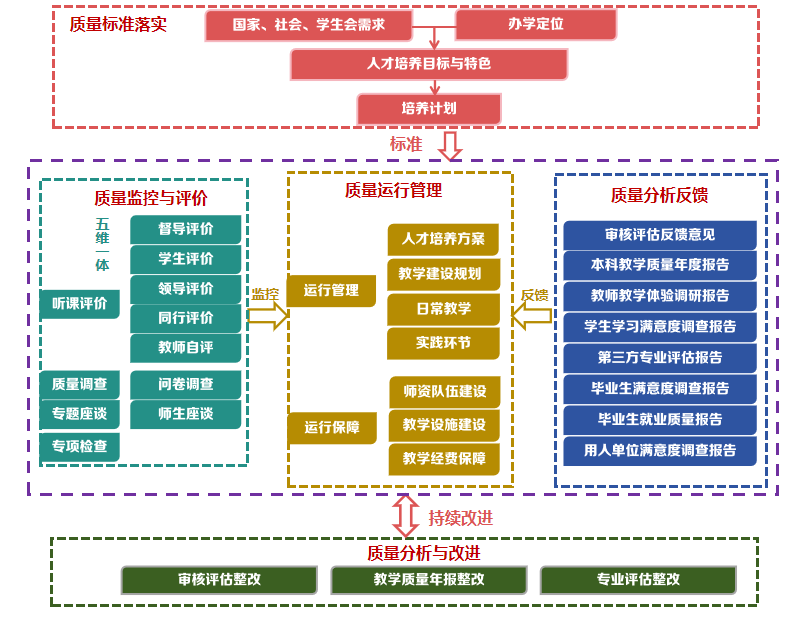 质量标准落实
国家、社会、学生会需求
办学定位
人才培养目标与特色
培养计划
标准
质量监控与评价
五维一体
听课评价
督导评价
学生评价
领导评价
同行评价
教师自评
质量调查
问卷调查
专题座谈
师生座谈
专项检查
监控
质量运行管理
运行管理
人才培养方案
教学建设规划
日常教学
实践环节
运行保障
师资队伍建设
教学设施建设
教学经费保障
反馈
质量分析反馈
审核评估反馈意见
本科教学质量年度报告
教师教学体验调研报告
学生学习满意度调查报告
第三方专业评估报告
毕业生满意度调查报告
毕业生就业质量报告
用人单位满意度调查报告
持续改进
质量分析与改进
审核评估整改
教学质量年报整改
专业评估整改